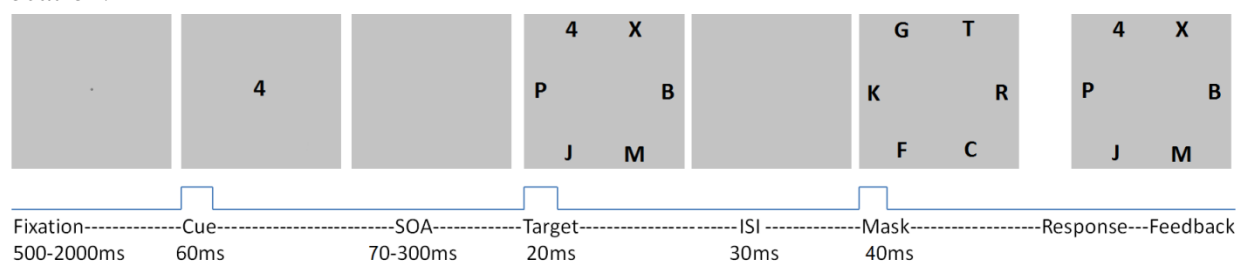 4 X G T 4 X
4 P B K R P B
J M F C J M
Fixation------------Cue------------------------SOA-------Target----------------------ISI -------------Mask-----------------Response---Feedback
500-2000ms 60ms 70-300ms 20ms 30ms 40ms